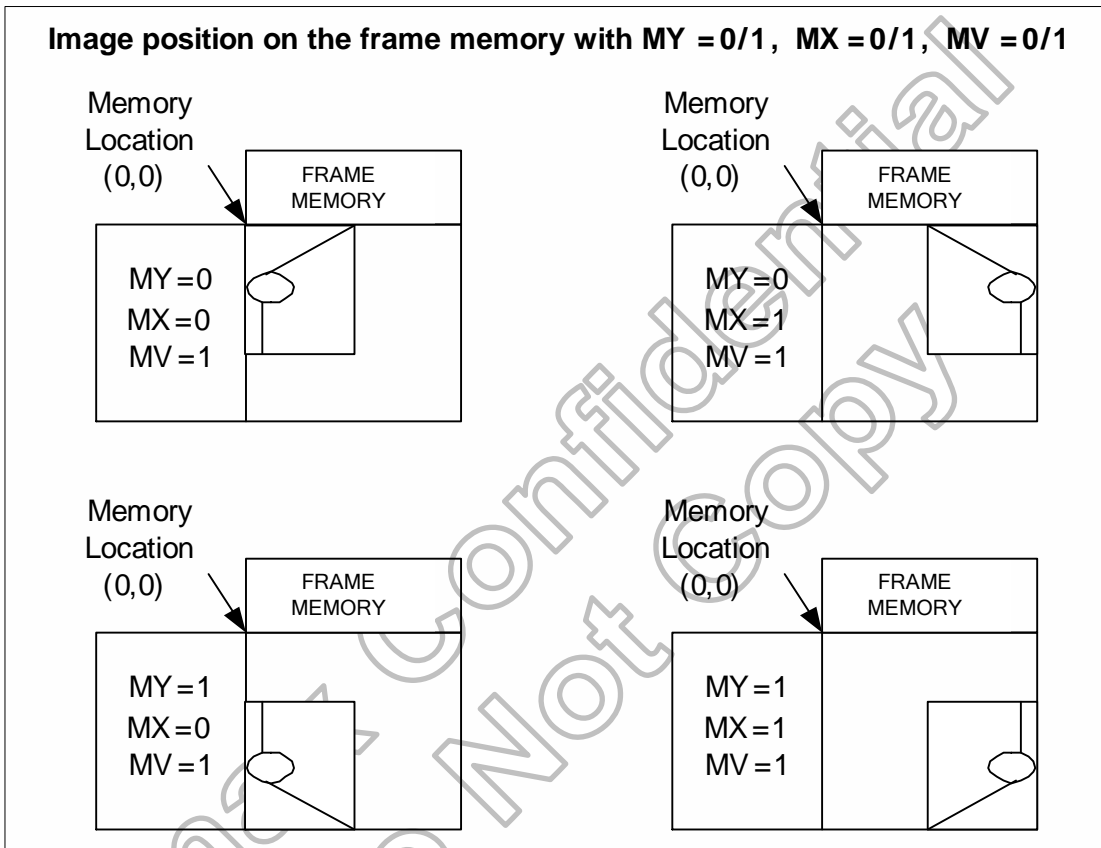 Image position on the frame memory with MY =0/1, MX =0/1, MV =0/1
Memory
Location
(0,0)
FRAME
MEMORY
MY=0
MX=0
MV=1
Memory
Location
(0,0)
FRAME
MEMORY
MY=0
MX=1
MV=1
Memory
Location
(0,0)
FRAME
MEMORY
MY=1
MX=0
MV=1
Memory
Location
(0,0)
FRAME
MEMORY
MY=1
MX=1
MV=1
Confidential
Not Copy